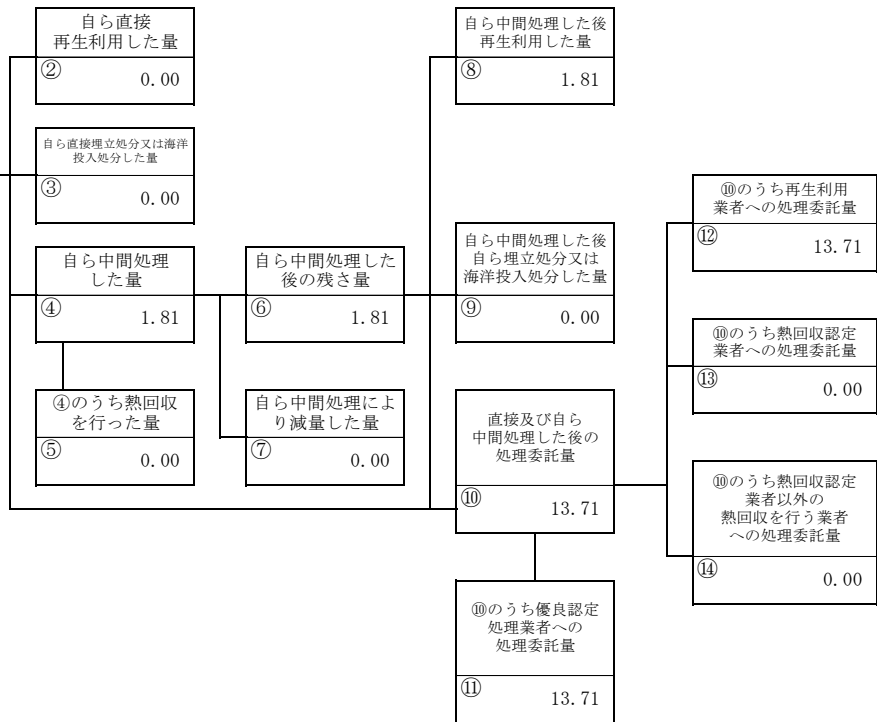 自ら直接
再生利用した量
②
0.00
自ら直接埋立処分又は海洋
投入処分した量
③
0.00
自ら中間処理
した量
④
1.81
④のうち熱回収
を行った量
⑤
0.00
自ら中間処理した
後の残さ量
⑥
1.81
自ら中間処理によ
り減量した量
⑦
0.00
自ら中間処理した後
再生利用した量
⑧
1.81
自ら中間処理した後
自ら埋立処分又は
海洋投入処分した量
⑨
0.00
直接及び自ら
中間処理した後の
処理委託量
⑩
13.71
⑩のうち優良認定
処理業者への
処理委託量
⑪
13.71
⑩のうち再生利用
業者への処理委託量
⑫
13.71
⑩のうち熱回収認定
業者への処理委託量
⑬
0.00
⑩のうち熱回収認定
業者以外の
熱回収を行う業者
への処理委託量
⑭
0.00